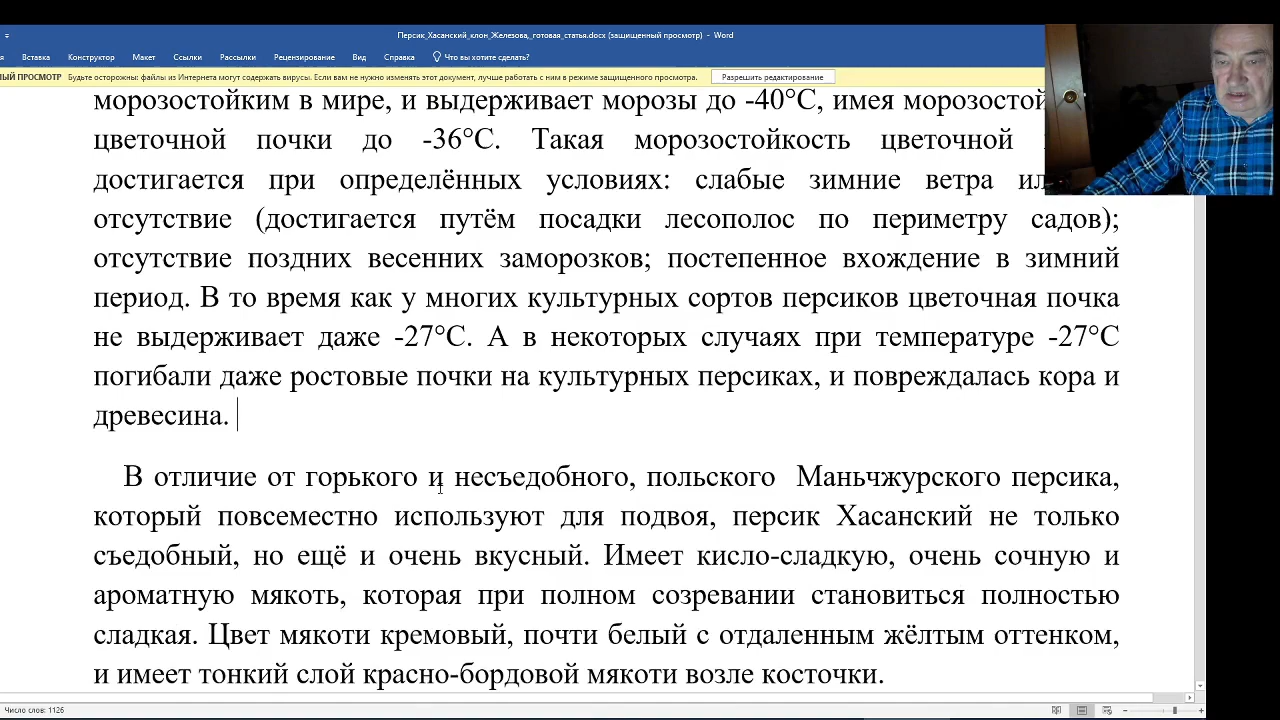 Персик_Хасанский_клон_Железова,_готовая_статья.docx (защищенный просмотр) - Word
Вставка Конструктор Макет Ссылки Рассылки Рецензирование Вид Справка Что вы хотите сделать?
ЫЙ ПРОСМОТР Будьте осторожны: файлы из Интернета могут содержать вирусы. Если вам не нужно изменять этот документ, лучше работать с ним в режиме защищенного просмотра. Разрешить редактирование
морозостойким в мире, и выдерживает морозы до -40°С, имея
цветочной почки до -36°С. Такая морозостойкость цветочной
достигается при определённых условиях: слабые зимние ветра
отсутствие (достигается путём посадки лесополос по периметру садов);
отсутствие поздних весенних заморозков; постепенное вхождение в зимний
период. В то время как у многих культурных сортов персиков цветочная почка
не выдерживает даже -27°С. А в некоторых случаях при температуре -27°С
погибали даже ростовые почки на культурных персиках, и повреждалась кора и
древесина.
В отличие от горького и несъедобного, польского Маньчжурского персика,
который повсеместно используют для подвоя, персик Хасанский не только
съедобный, но ещё и очень вкусный. Имеет кисло-сладкую, очень сочную и
ароматную мякоть, которая при полном созревании становиться полностью
сладкая. Цвет мякоти кремовый, почти белый с отдаленным жёлтым оттенком,
и имеет тонкий слой красно-бордовой мякоти возле косточки.
Число слов: 1126